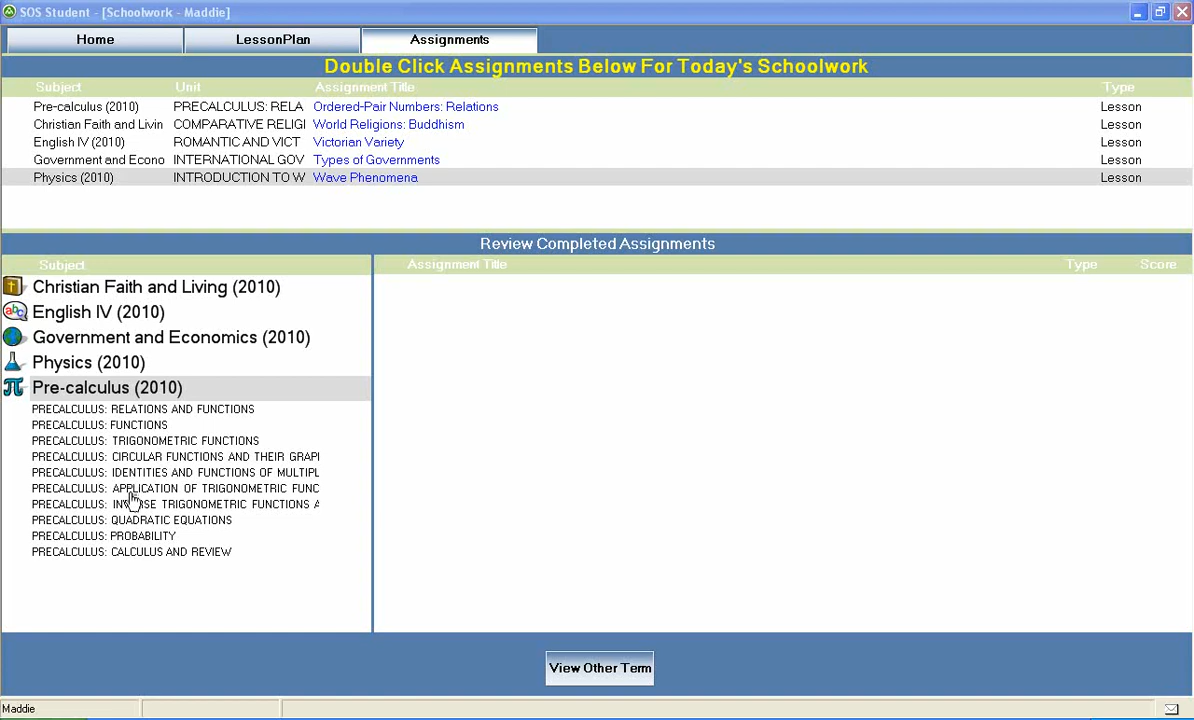 SOS Student - [Schoolwork - Maddie]
Home LessonPlan Assignments
Double Click Assignments Below For Today's Schoolwork
Subject Unit Assignment Title Type
Pre-calculus (2010) PRECALCULUS: RELA Ordered-Pair Numbers: Relations Lesson
Christian Faith and Livin COMPARATIVE RELIGI World Religions: Buddhism Lesson
English IV (2010) ROMANTIC AND VICT Victorian Variety Lesson
Government and Econo INTERNATIONAL GOV Types of Governments Lesson
Physics (2010) INTRODUCTION TO W Wave Phenomena Lesson
Review Completed Assignments
Subject Assignment Title Type Score
Christian Faith and Living (2010)
abc English IV (2010)
Government and Economics (2010)
Physics (2010)
π Pre-calculus (2010)
PRECALCULUS: RELATIONS AND FUNCTIONS
PRECALCULUS: FUNCTIONS
PRECALCULUS: TRIGONOMETRIC FUNCTIONS
PRECALCULUS: CIRCULAR FUNCTIONS AND THEIR GRAPI
PRECALCULUS: IDENTITIES AND FUNCTIONS OF MULTIPL
PRECALCULUS: APPLICATION OF TRIGONOMETRIC FUNC
PRECALCULUS: TRIGONOMETRIC FUNCTIONS A
PRECALCULUS: QUADRATIC EQUATIONS
PRECALCULUS: PROBABILITY
PRECALCULUS: CALCULUS AND REVIEW
View Other Term
Maddie